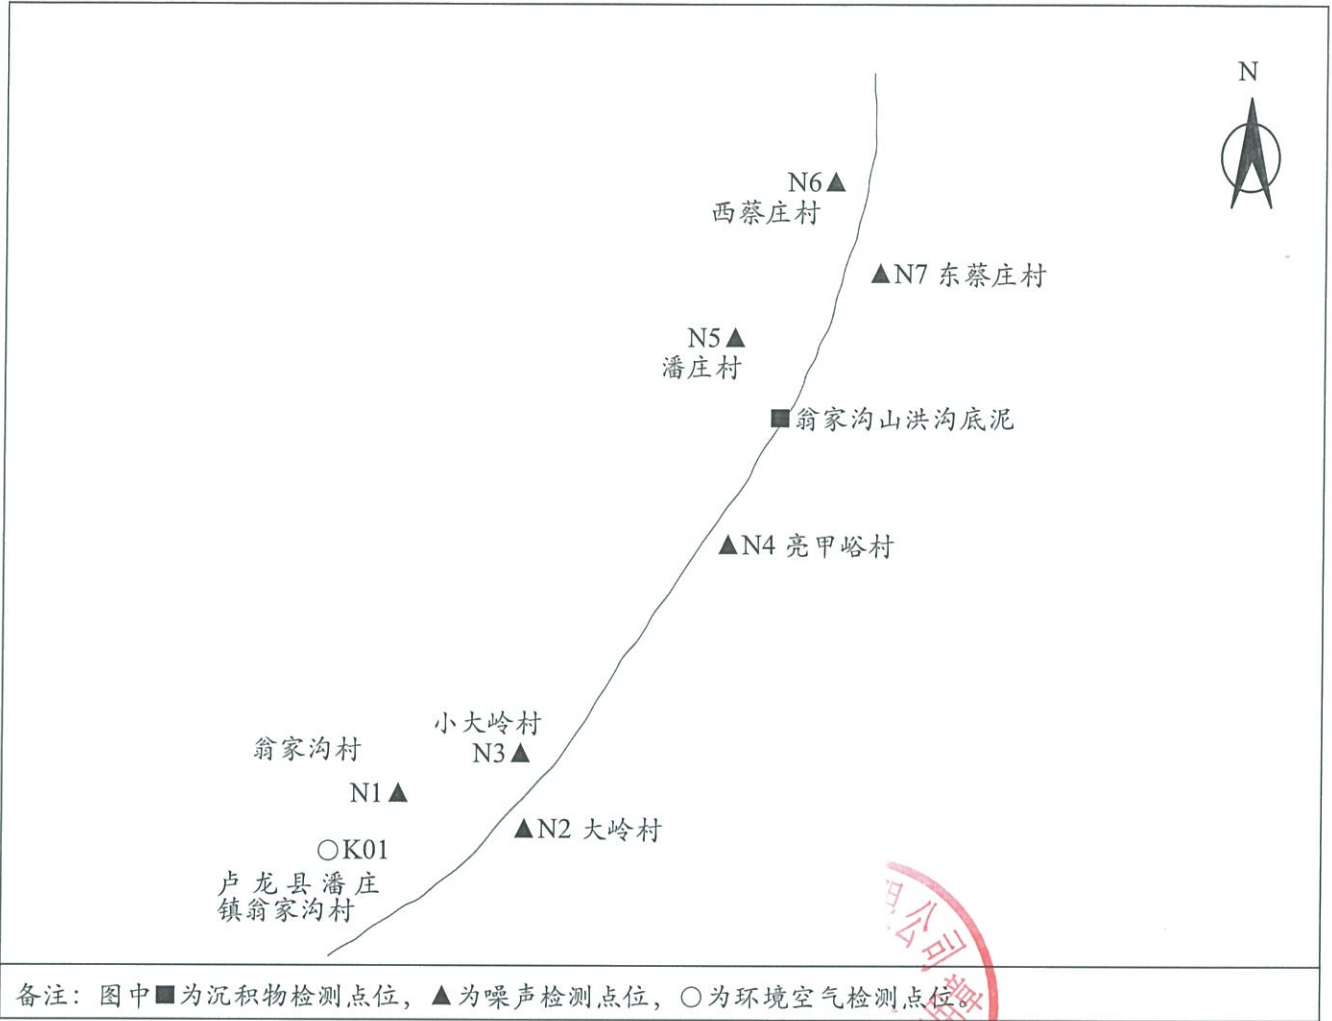 N
N6▲
西蔡庄村
▲N7 东蔡庄村
N5▲
潘庄村
■翁家沟山洪沟底泥
▲N4 亮甲峪村
小大岭村
翁家沟村
N3▲
N1▲
▲N2 大岭村
○K01
卢龙县潘庄
镇翁家沟村
公司
章
备注：图中■为沉积物检测点位，▲为噪声检测点位，○为环境空气检测点位。